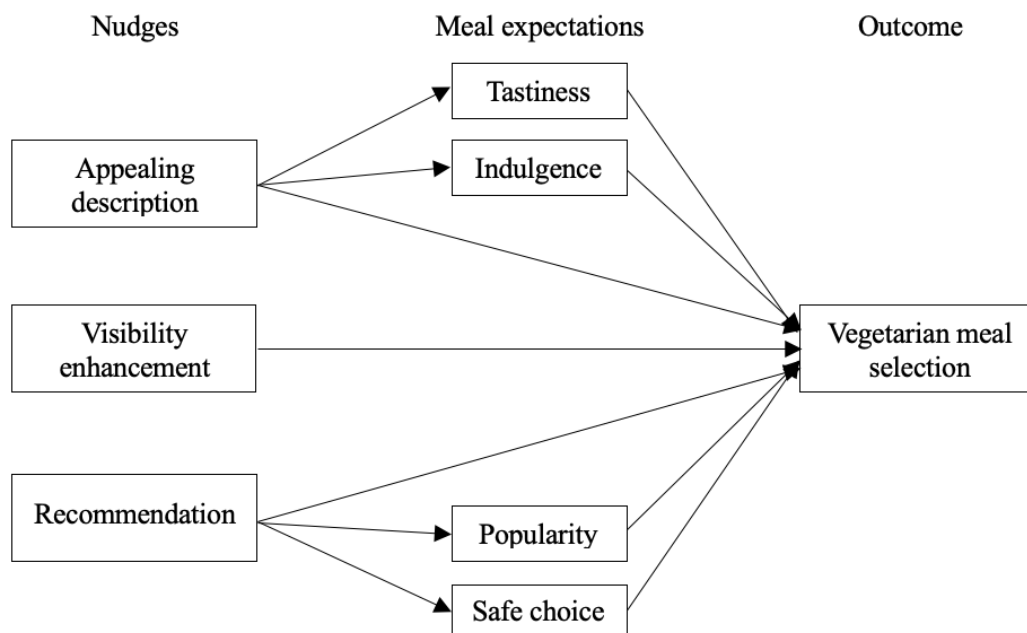 Nudges
Meal expectations
Outcome
Tastiness
Appealing
description
Indulgence
Visibility
enhancement
Vegetarian meal
selection
Recommendation
Popularity
Safe choice